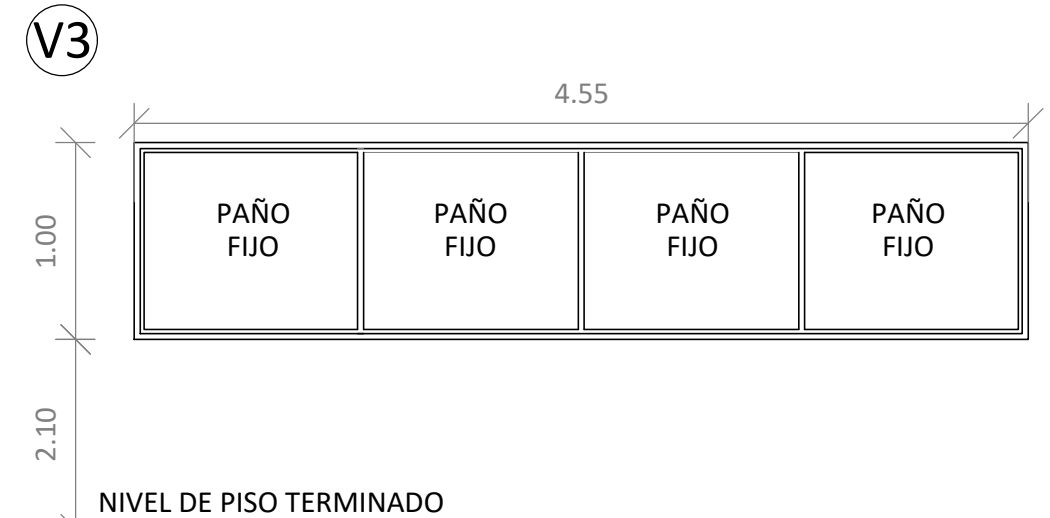 V3
4.55
1.00
PAÑO
FIJO
PAÑO
FIJO
PAÑO
FIJO
PAÑO
FIJO
2.10
NIVEL DE PISO TERMINADO